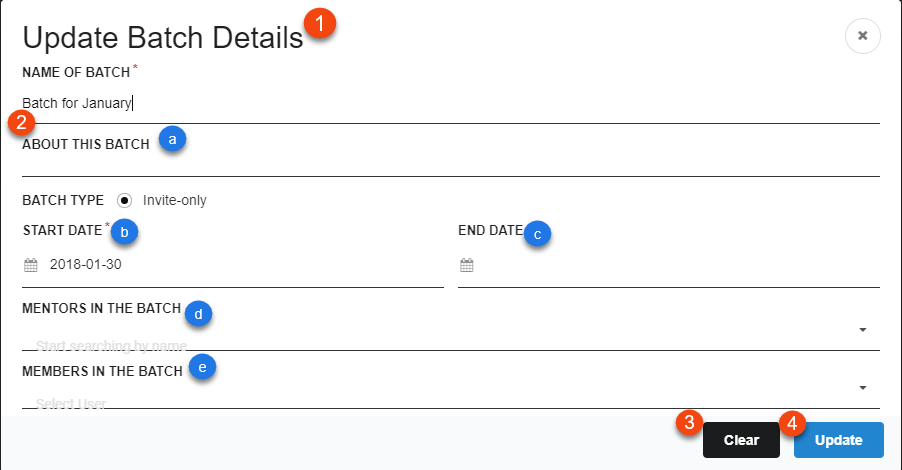 Update Batch Details 1
NAME OF BATCH *
Batch for January
2
ABOUT THIS BATCH a
BATCH TYPE Invite-only
START DATE * b END DATE c
2018-01-30
MENTORS IN THE BATCH d
Start searching by name
MEMBERS IN THE BATCH e
Select User
3 Clear 4 Update